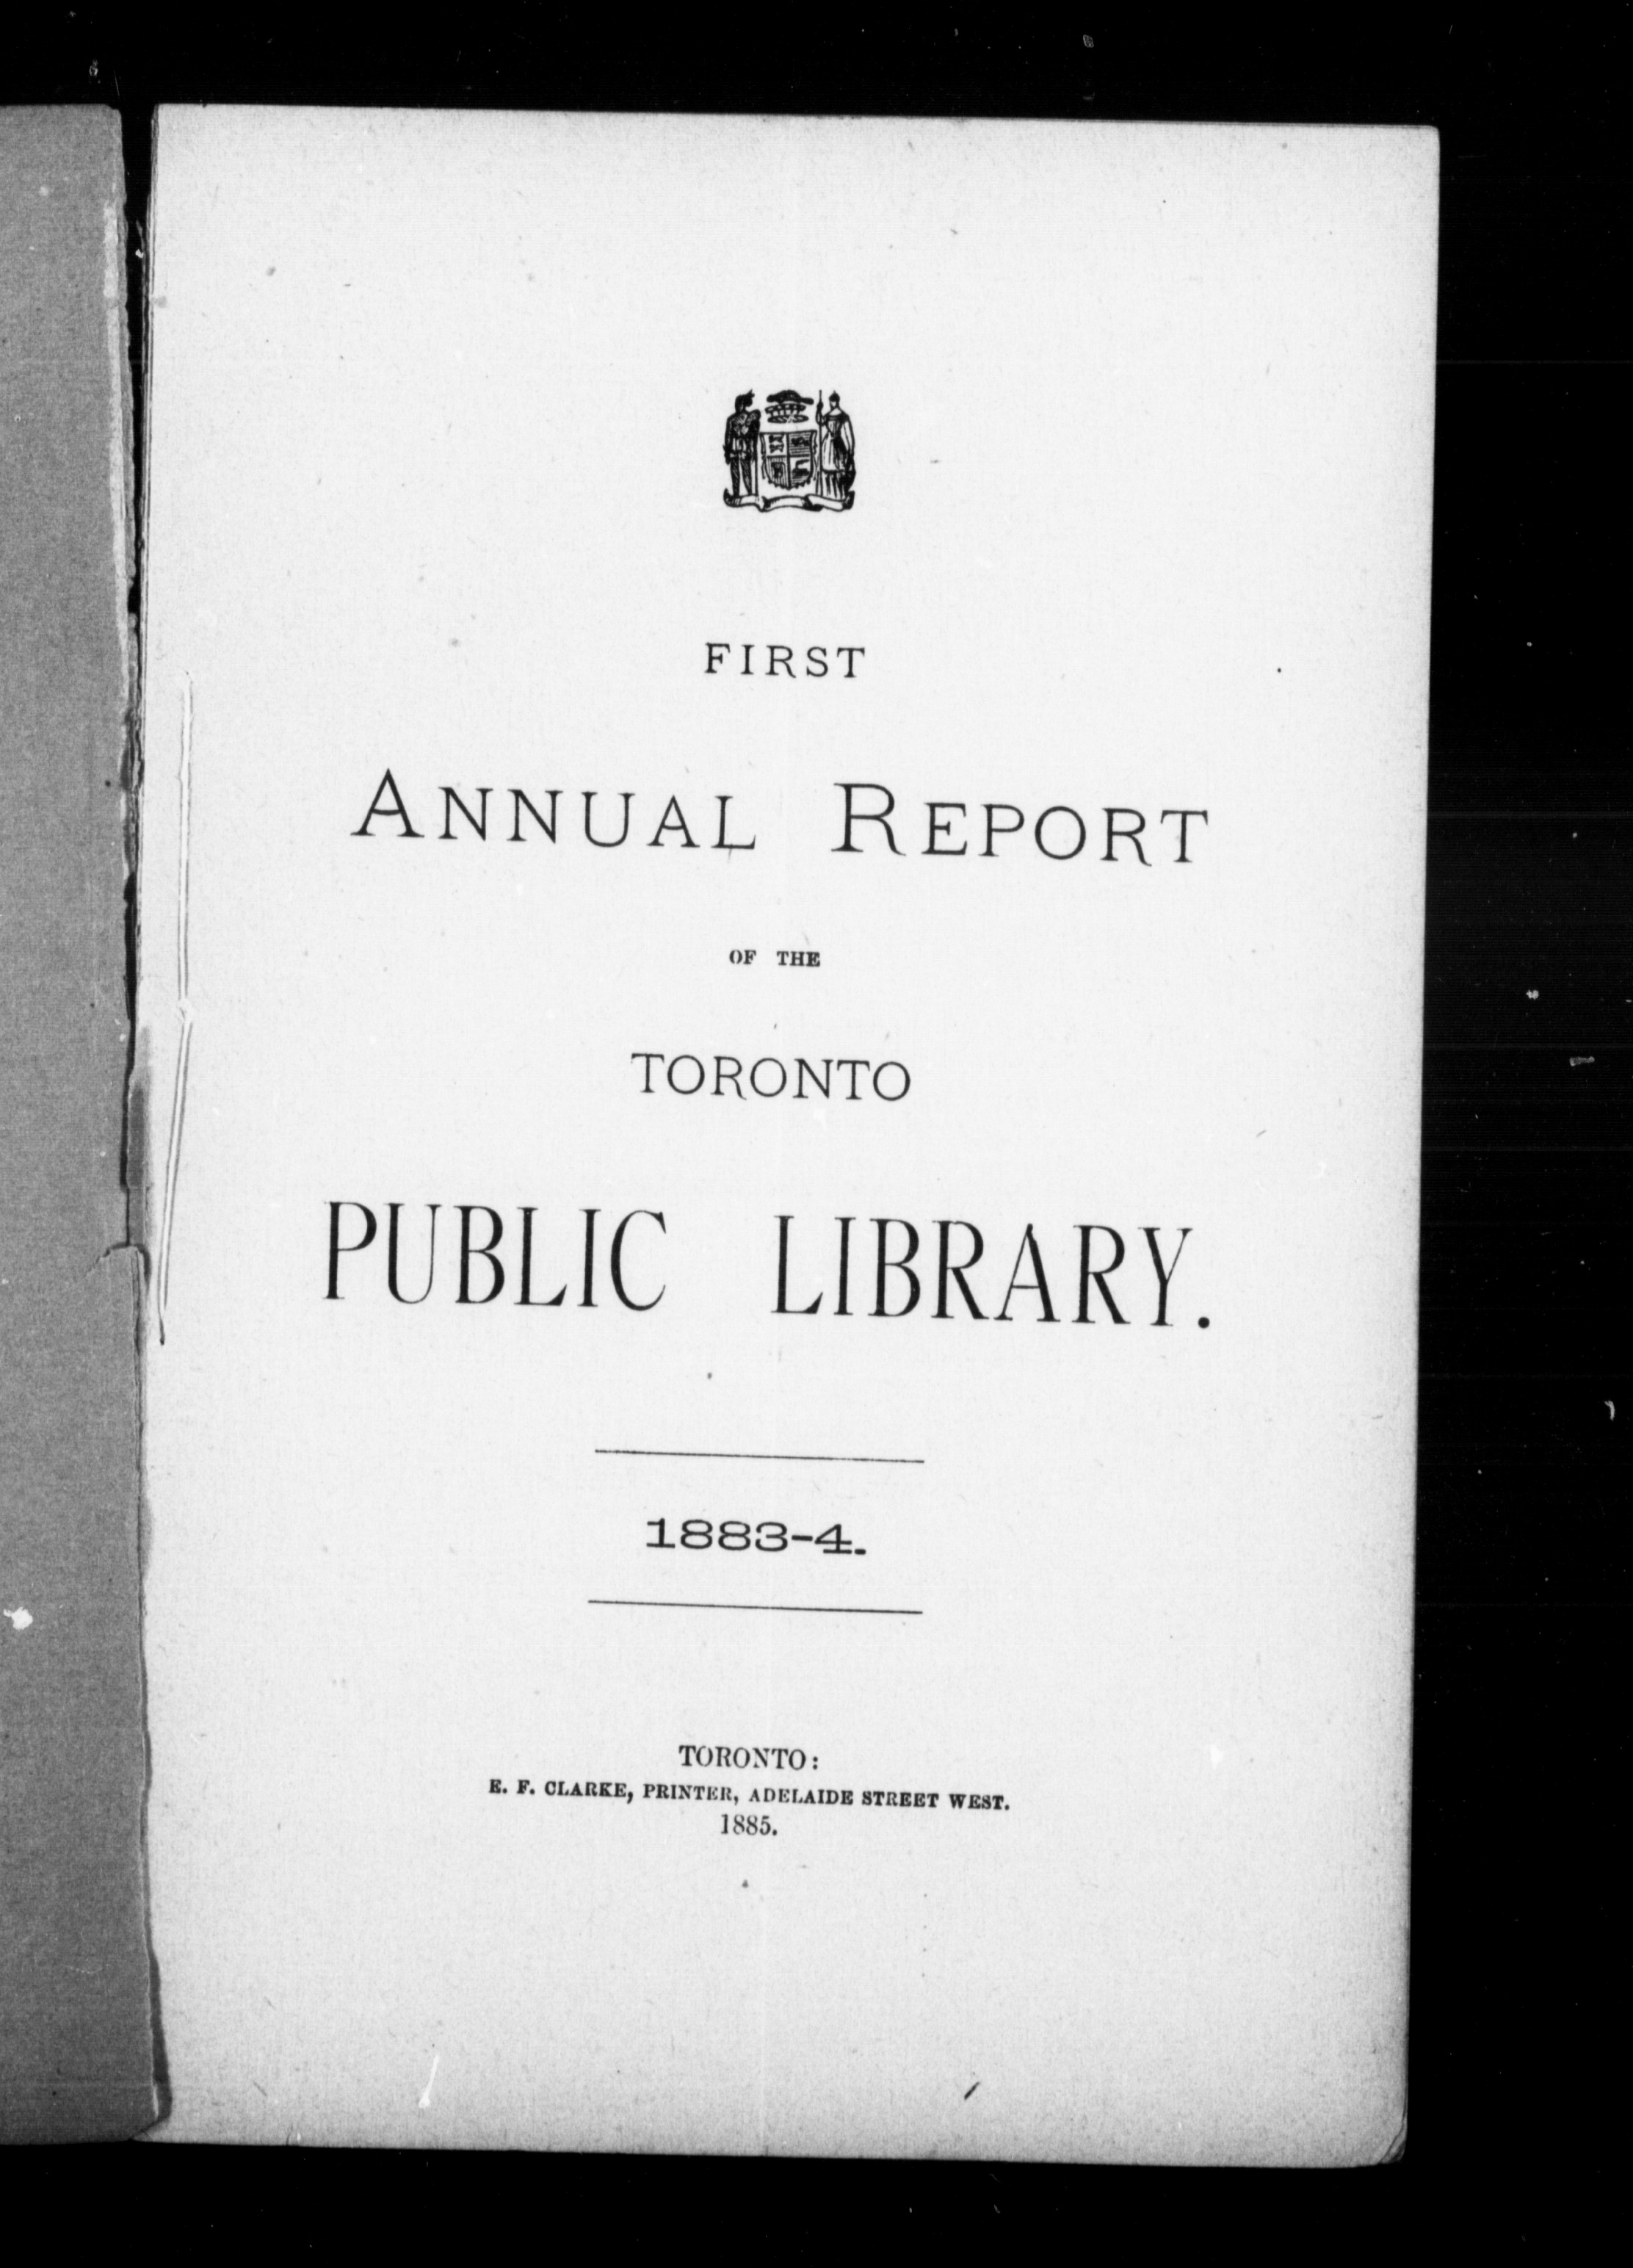 FIRST
ANNUAL REPORT
OF THE
TORONTO
PUBLIC LIBRARY.
1883-4.
TORONTO:
E. F. CLARKE, PRINTER, ADELAIDE STREET WEST.
1885.